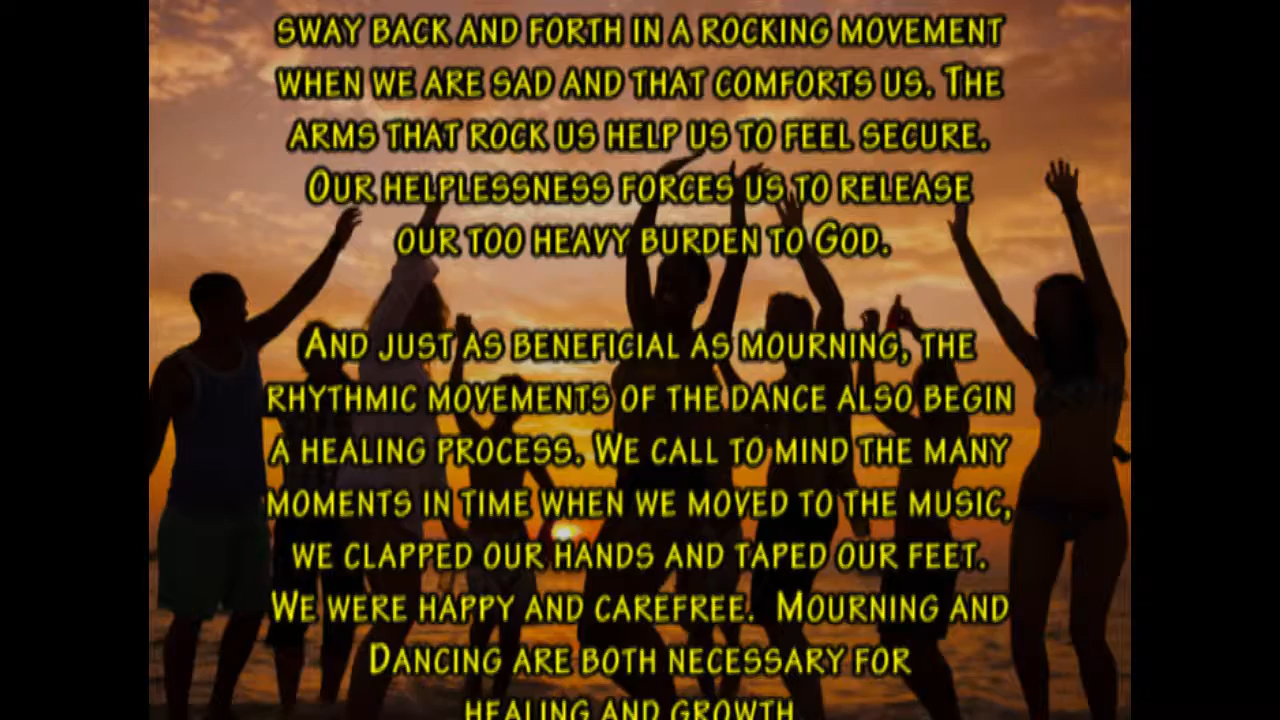 SWAY BACK AND FORTH IN A ROCKING MOVEMENT
WHEN WE ARE SAD AND THAT COMFORTS US. THE
ARMS THAT ROCK US HELP US TO FEEL SECURE.
OUR HELPLESSNESS FORCES US TO RELEASE
OUR TOO HEAVY BURDEN TO GOD.
AND JUST AS BENEFICIAL AS MOURNING, THE
RHYTHMIC MOVEMENTS OF THE DANCE ALSO BEGIN
A HEALING PROCESS. WE CALL TO MIND THE MANY
MOMENTS IN TIME WHEN WE MOVED TO THE MUSIC,
WE CLAPPED OUR HANDS AND TAPED OUR FEET.
WE WERE HAPPY AND CAREFREE. MOURNING AND
DANCING ARE BOTH NECESSARY FOR
HEALING AND GROWTH.